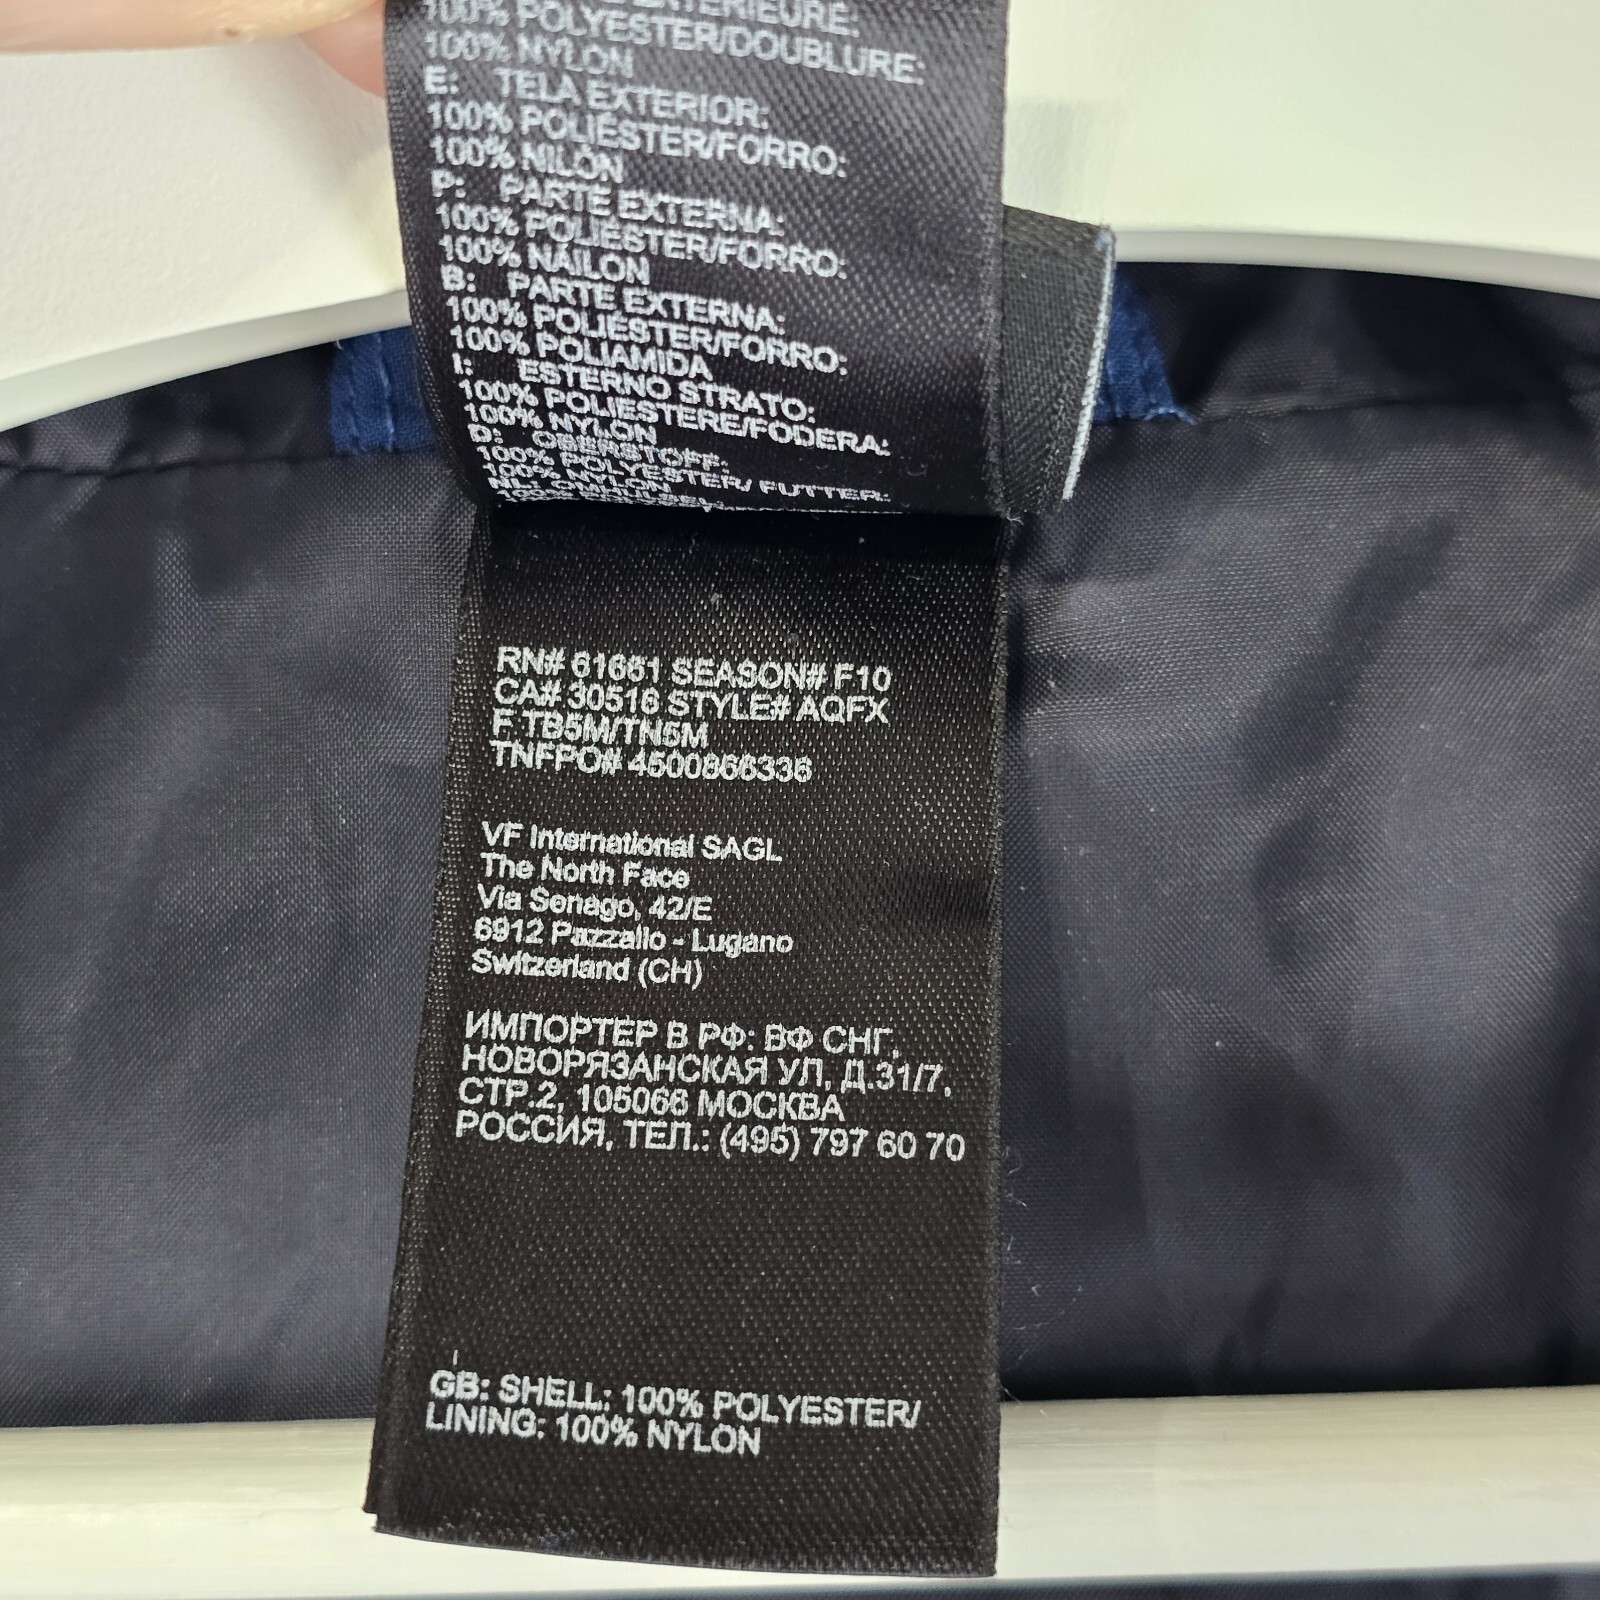 EXTÉRIEURE:
100% POLYESTER/DOUBLURE:
100% NYLON
E: TELA EXTERIOR:
100% POLIÉSTER/FORRO:
100% NILÓN
P: PARTE EXTERNA:
100% POLIÉSTER/FORRO:
100% NÁILON
B: PARTE EXTERNA:
100% POLIÉSTER/FORRO:
100% POLIAMIDA
I: ESTERNO STRATO:
100% POLIESTERE/FODERA:
100% NYLON
D: OBERSTOFF:
100% POLYESTER/ FUTTER:
100% NYLON
NL: OMHULSEL:
RN# 61661 SEASON# F10
CA# 30516 STYLE# AQFX
F TB5M/TN5M
TNFPO# 4500866336
VF International SAGL
The North Face
Via Senago, 42/E
6912 Pazzallo - Lugano
Switzerland (CH)
ИМПОРТЕР В РФ: ВФ СНГ,
НОВОРЯЗАНСКАЯ УЛ, Д.31/7,
СТР.2, 105066 МОСКВА
РОССИЯ, ТЕЛ.: (495) 797 60 70
GB: SHELL: 100% POLYESTER/
LINING: 100% NYLON